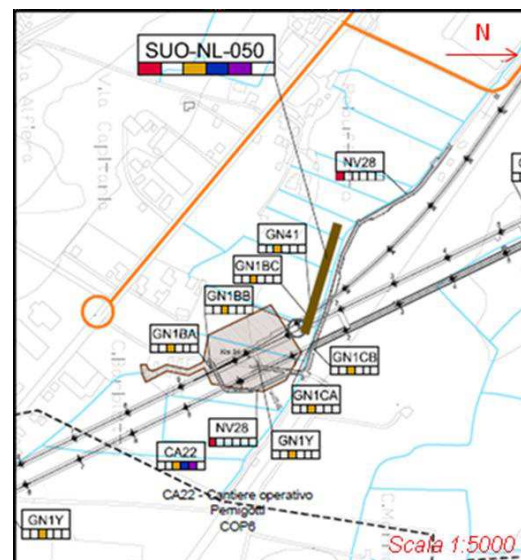 SUO-NL-050
N
NV28
GN41
GN1BC
GN1BB
GN1BA
GN1CB
GN1CA
NV28
GN1Y
CA22
CA22 - Cantiere operativo
Pernigotti
COP6
GN1Y
Scala 1:5000